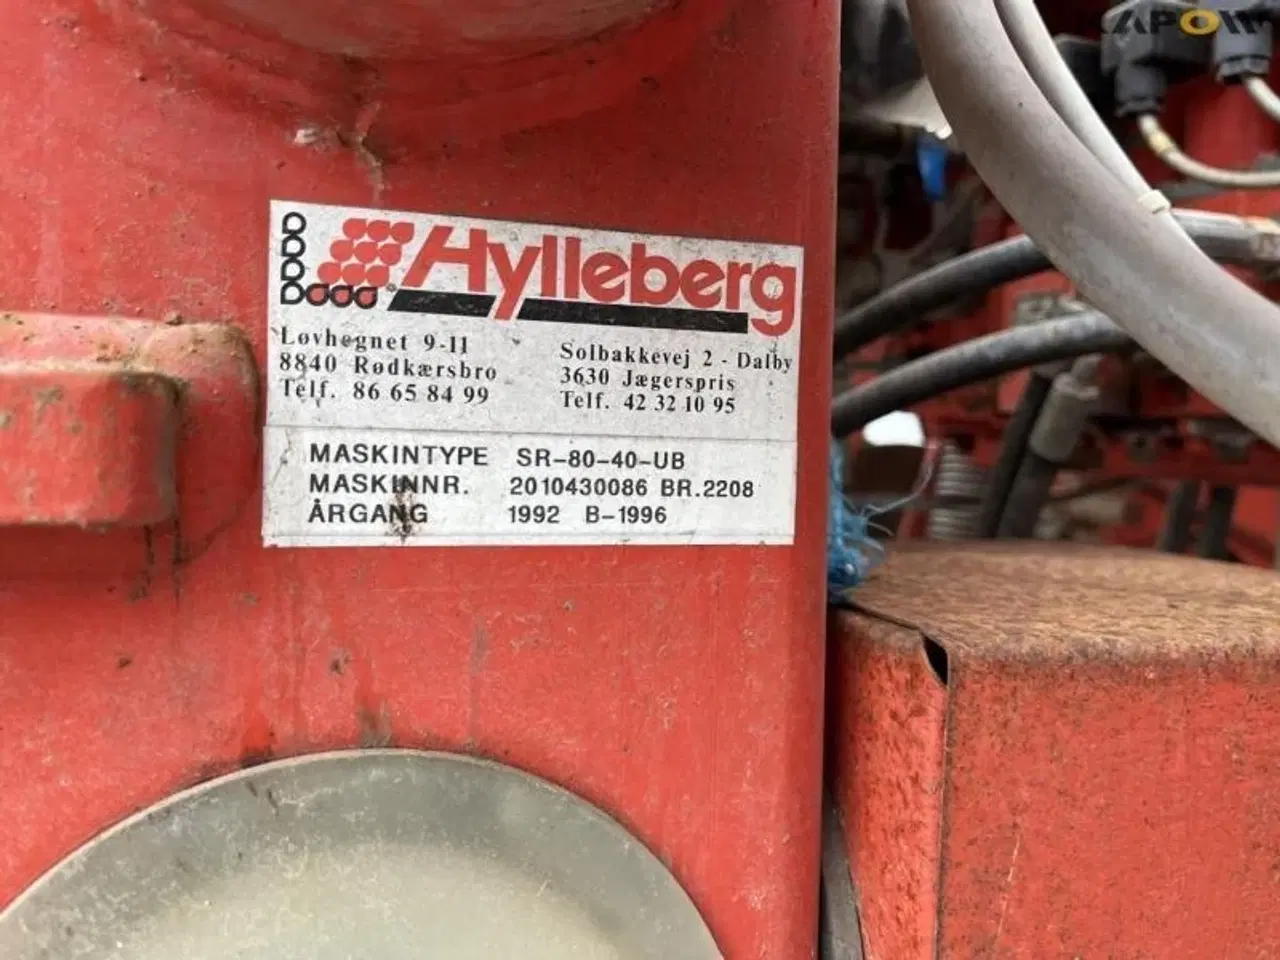 KAPOW
Hylleberg
Løvhegnet 9-11
8840 Rødkærsbro
Telf. 86 65 84 99
Solbakkevej 2 - Dalby
3630 Jægerspris
Telf. 42 32 10 95
MASKINTYPE SR-80-40-UB
MASKINNR. 2010430086 BR.2208
ÅRGANG 1992 B-1996